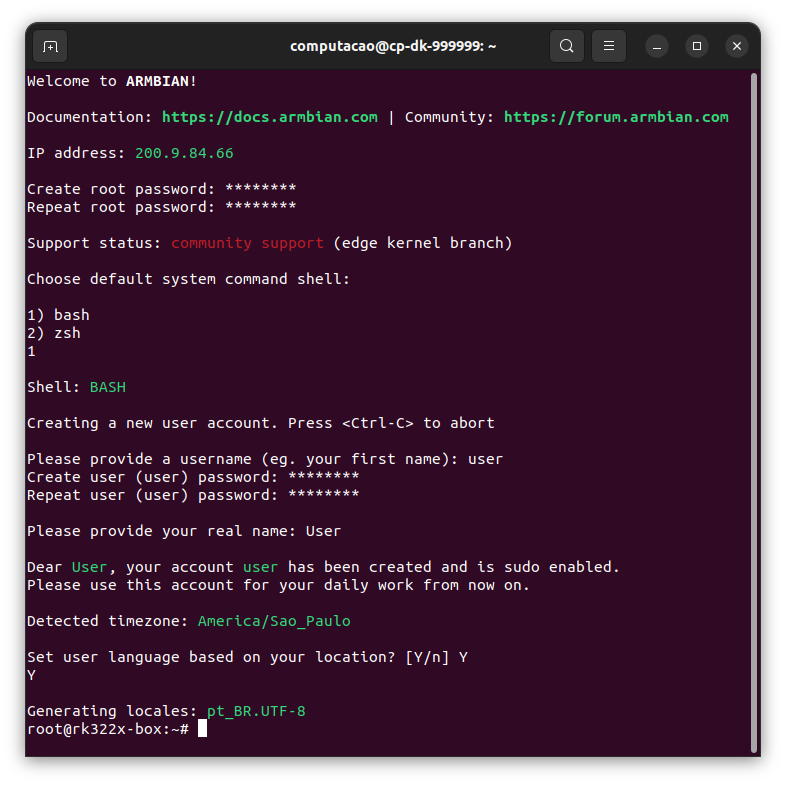 computacao@cp-dk-999999: ~
Welcome to ARMBIAN!
Documentation: https://docs.armbian.com | Community: https://forum.armbian.com
IP address: 200.9.84.66
Create root password: ********
Repeat root password: ********
Support status: community support (edge kernel branch)
Choose default system command shell:
1) bash
2) zsh
1
Shell: BASH
Creating a new user account. Press <Ctrl-C> to abort
Please provide a username (eg. your first name): user
Create user (user) password: ********
Repeat user (user) password: ********
Please provide your real name: User
Dear User, your account user has been created and is sudo enabled.
Please use this account for your daily work from now on.
Detected timezone: America/Sao_Paulo
Set user language based on your location? [Y/n] Y
Y
Generating locales: pt_BR.UTF-8
root@rk322x-box:~#